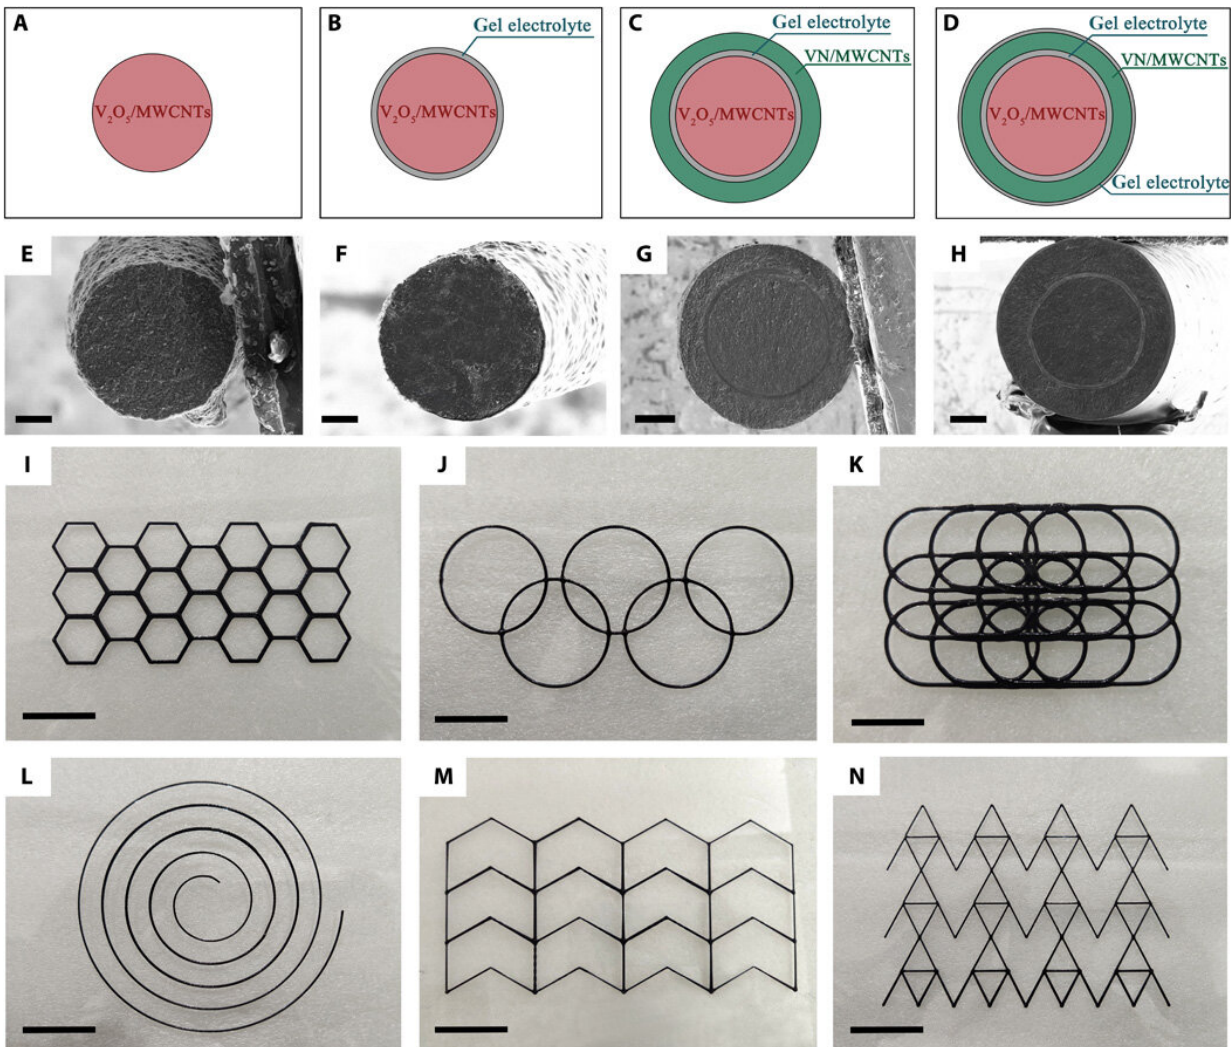 A
V₂O₅/MWCNTs
B
Gel electrolyte
V₂O₅/MWCNTs
C
Gel electrolyte
VN/MWCNTs
V₂O₅/MWCNTs
D
Gel electrolyte
VN/MWCNTs
V₂O₅/MWCNTs
Gel electrolyte
E
F
G
H
I
J
K
L
M
N